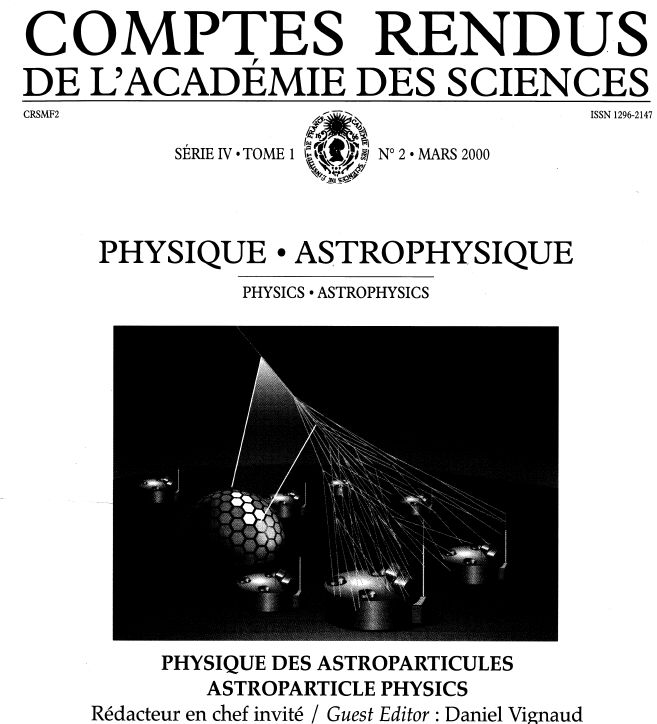 COMPTES RENDUS
DE L'ACADÉMIE DES SCIENCES
CRSMF2
ISSN 1296-2147
SÉRIE IV • TOME 1
N° 2 • MARS 2000
PHYSIQUE • ASTROPHYSIQUE
PHYSICS • ASTROPHYSICS
PHYSIQUE DES ASTROPARTICULES
ASTROPARTICLE PHYSICS
Rédacteur en chef invité / Guest Editor : Daniel Vignaud